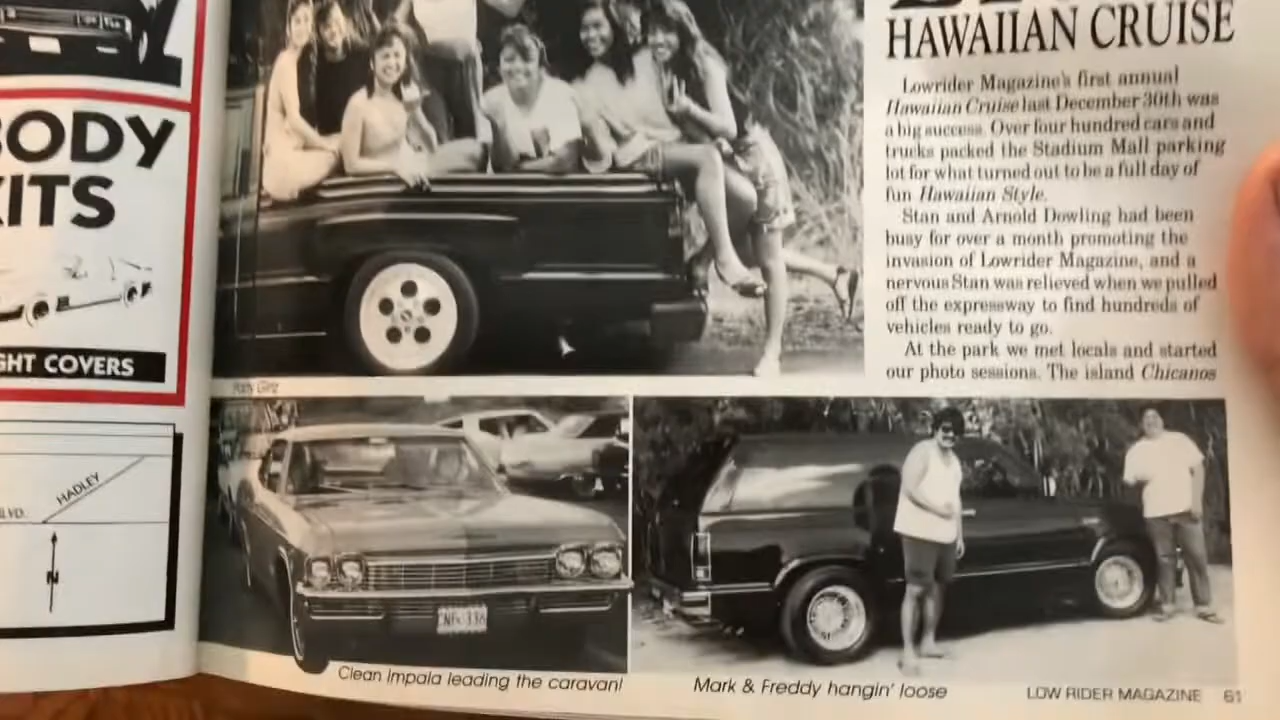 BODY
KITS
GHT COVERS
HADLEY
LVD.
N
HAWAIIAN CRUISE
Lowrider Magazine's first annual
Hawaiian Cruise last December 30th was
a big success. Over four hundred cars and
trucks packed the Stadium Mall parking
lot for what turned out to be a full day of
fun Hawaiian Style.
Stan and Arnold Dowling had been
busy for over a month promoting the
invasion of Lowrider Magazine, and a
nervous Stan was relieved when we pulled
off the expressway to find hundreds of
vehicles ready to go.
At the park we met locals and started
our photo sessions. The island Chicanos
Clean Impala leading the caravan!
Mark & Freddy hangin' loose
LOW RIDER MAGAZINE 61